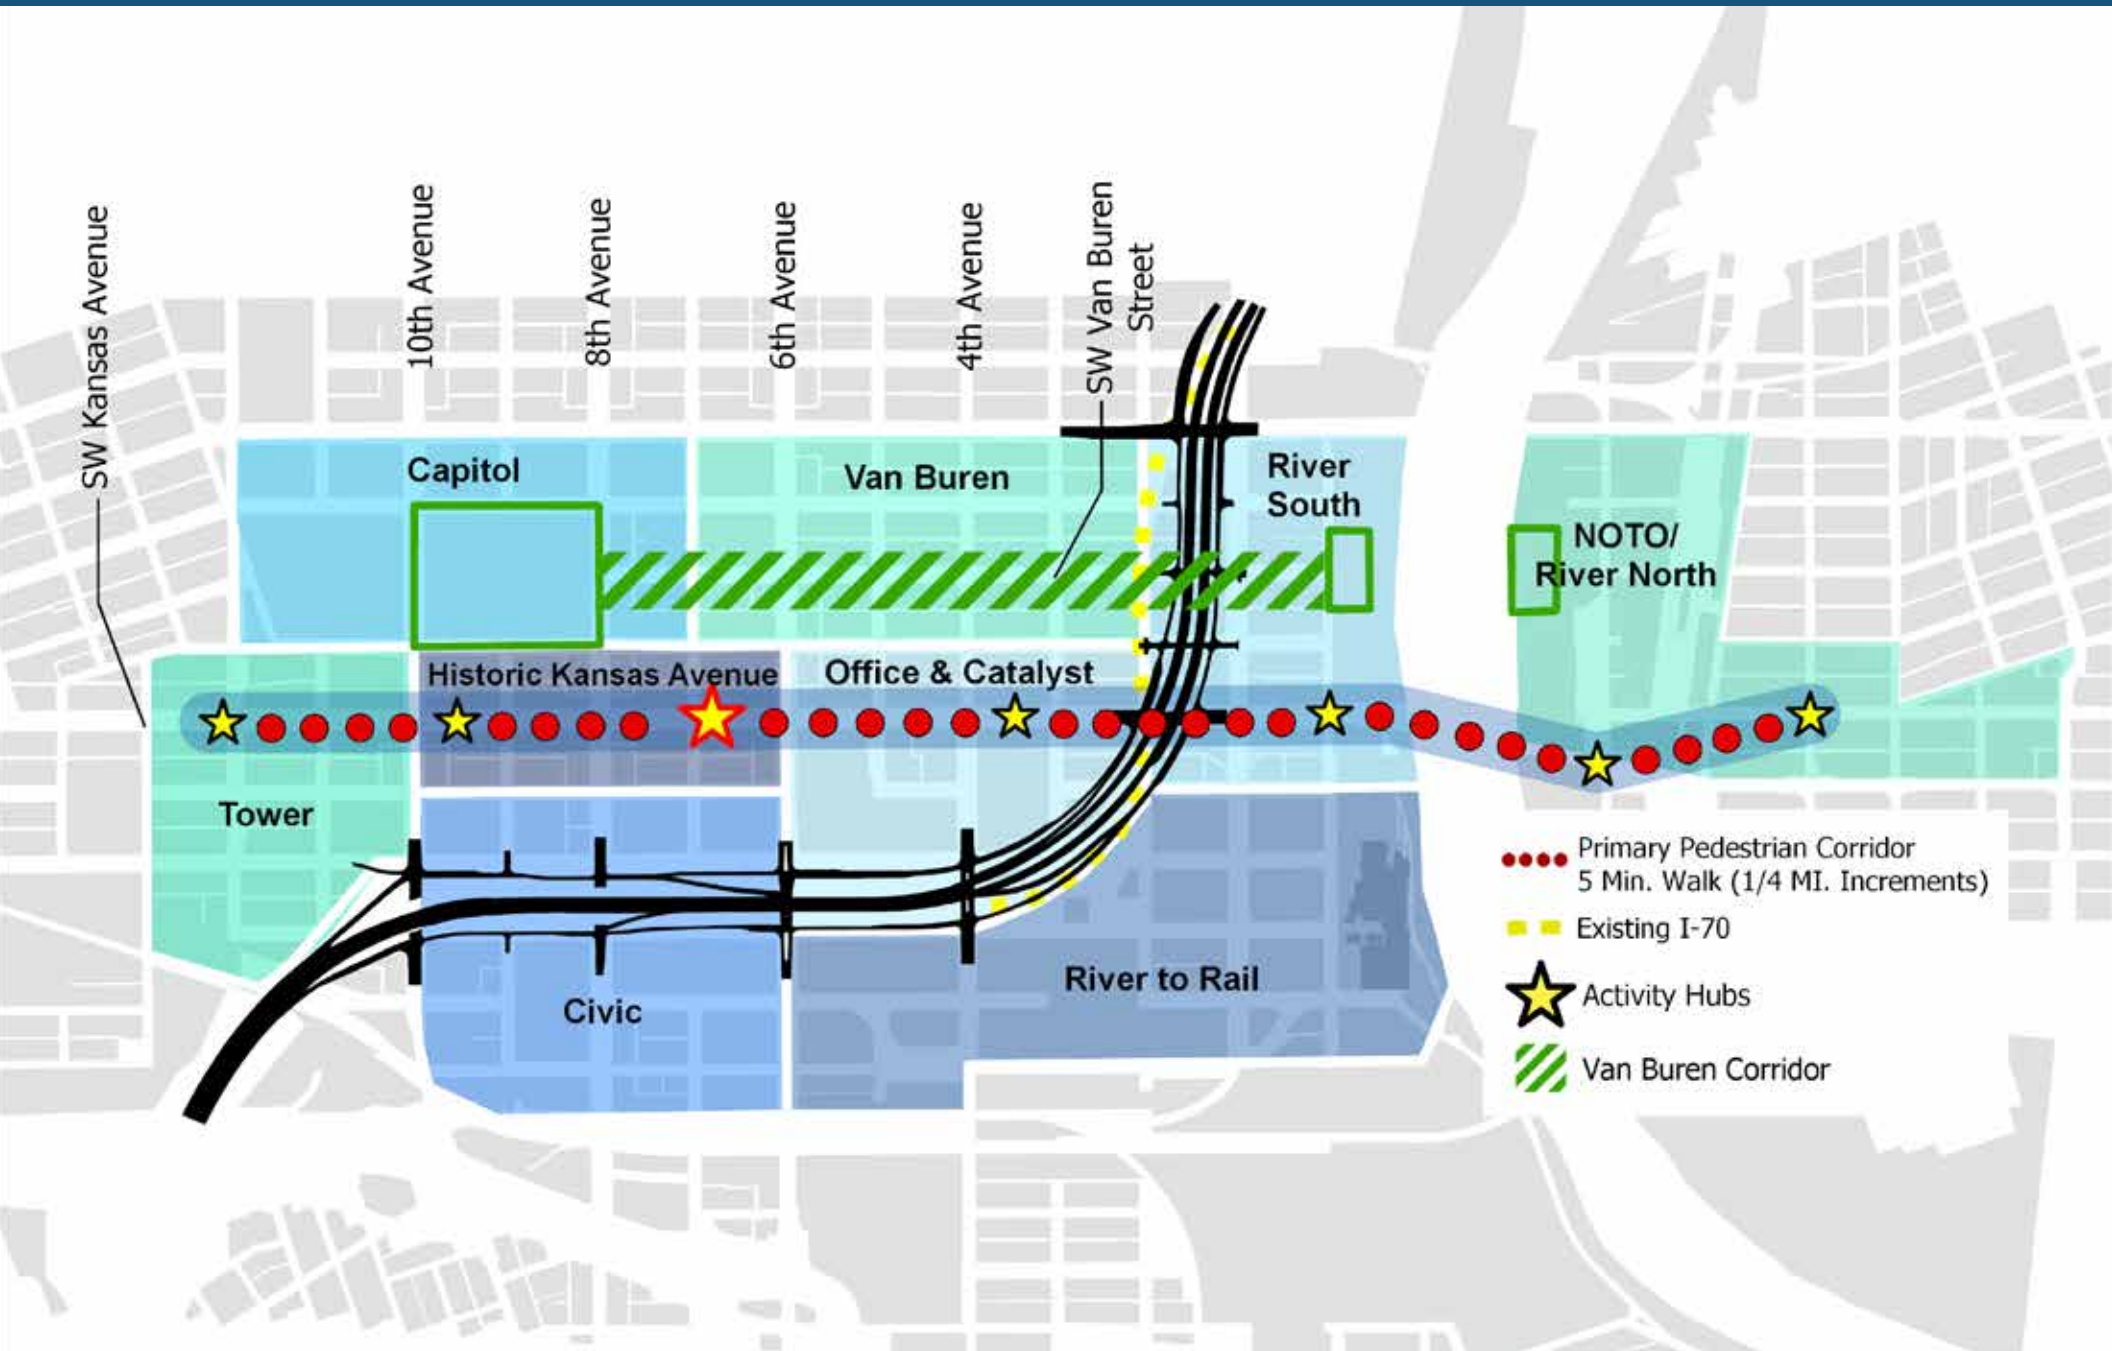 SW Kansas Avenue
10th Avenue
8th Avenue
6th Avenue
4th Avenue
SW Van Buren
Street
Capitol
Van Buren
River
South
NOTO/
River North
Historic Kansas Avenue
Office & Catalyst
Tower
Civic
River to Rail
Primary Pedestrian Corridor
5 Min. Walk (1/4 MI. Increments)
Existing I-70
Activity Hubs
Van Buren Corridor